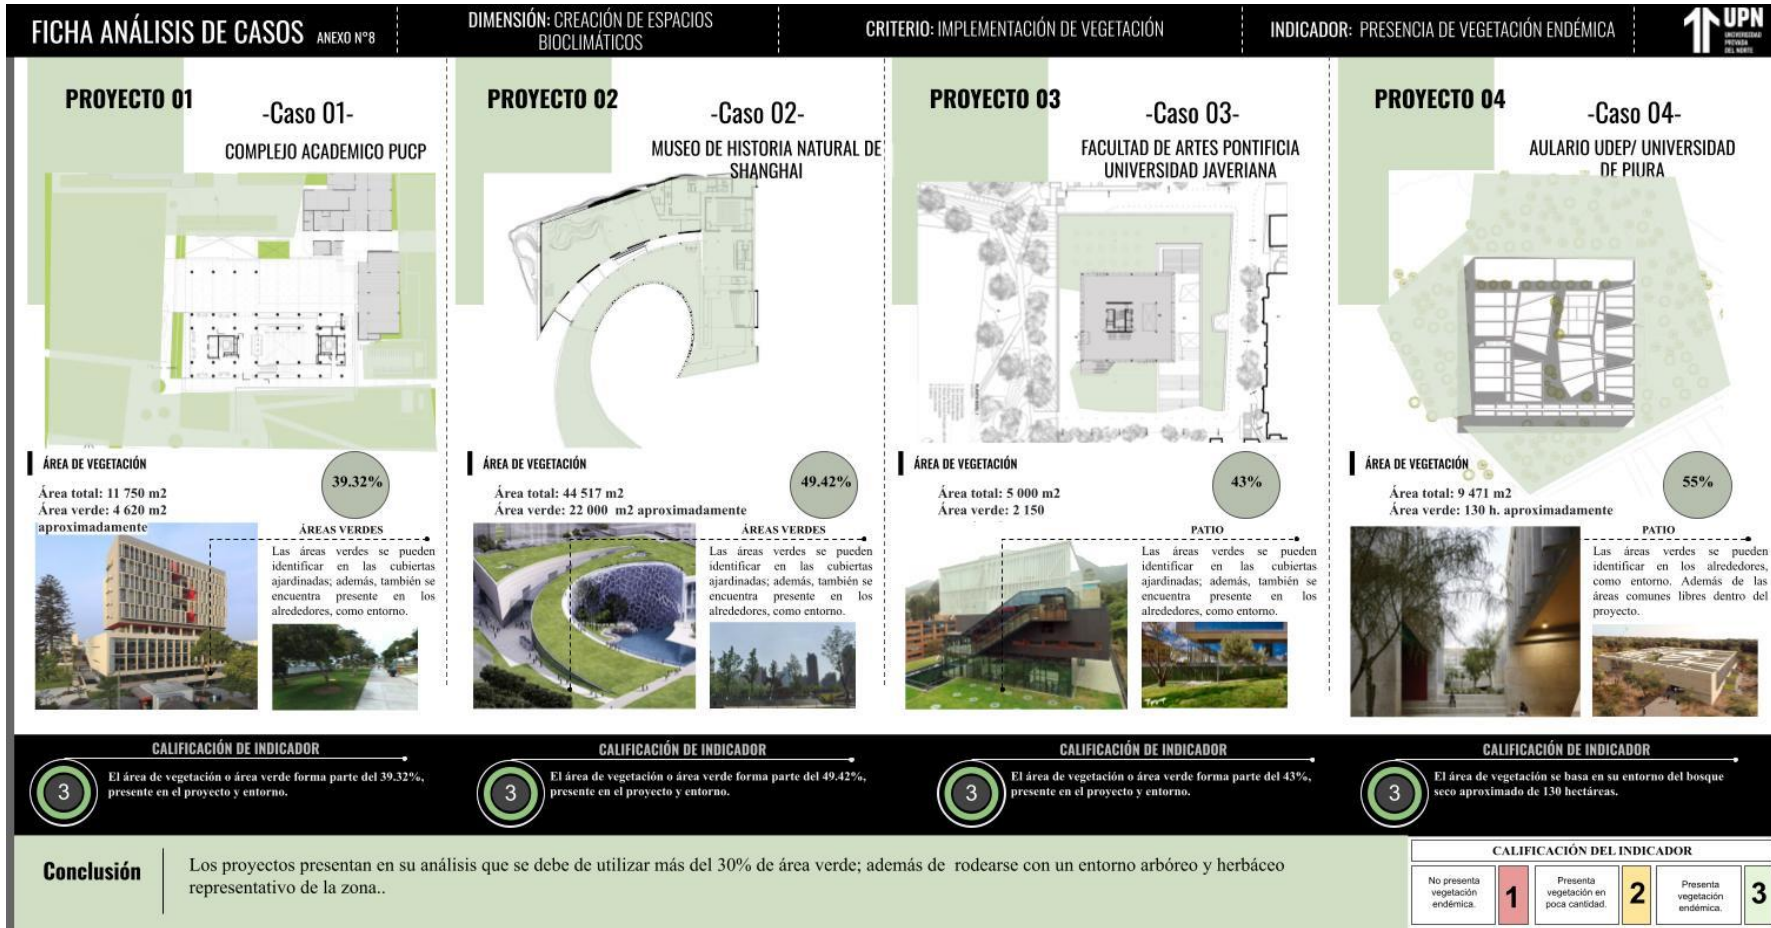 FICHA ANÁLISIS DE CASOS ANEXO N°8
DIMENSIÓN: CREACIÓN DE ESPACIOS
BIOCLIMÁTICOS
CRITERIO: IMPLEMENTACIÓN DE VEGETACIÓN
INDICADOR: PRESENCIA DE VEGETACIÓN ENDÉMICA
UPN
UNIVERSIDAD
PRIVADA
DEL NORTE
PROYECTO 01
-Caso 01-
COMPLEJO ACADEMICO PUCP
ÁREA DE VEGETACIÓN
39.32%
Área total: 11 750 m2
Área verde: 4 620 m2
aproximadamente
ÁREAS VERDES
Las áreas verdes se pueden
identificar en las cubiertas
ajardinadas; además, también se
encuentra presente en los
alrededores, como entorno.
PROYECTO 02
-Caso 02-
MUSEO DE HISTORIA NATURAL DE
SHANGHAI
ÁREA DE VEGETACIÓN
49.42%
Área total: 44 517 m2
Área verde: 22 000 m2 aproximadamente
ÁREAS VERDES
Las áreas verdes se pueden
identificar en las cubiertas
ajardinadas; además, también se
encuentra presente en los
alrededores, como entorno.
PROYECTO 03
-Caso 03-
FACULTAD DE ARTES PONTIFICIA
UNIVERSIDAD JAVERIANA
ÁREA DE VEGETACIÓN
43%
Área total: 5 000 m2
Área verde: 2 150
PATIO
Las áreas verdes se pueden
identificar en las cubiertas
ajardinadas; además, también se
encuentra presente en los
alrededores, como entorno.
PROYECTO 04
-Caso 04-
AULARIO UDEP/ UNIVERSIDAD
DE PIURA
ÁREA DE VEGETACIÓN
55%
Área total: 9 471 m2
Área verde: 130 h. aproximadamente
PATIO
Las áreas verdes se pueden
identificar en los alrededores,
como entorno. Además de las
áreas comunes libres dentro del
proyecto.
CALIFICACIÓN DE INDICADOR
3
El área de vegetación o área verde forma parte del 39.32%,
presente en el proyecto y entorno.
CALIFICACIÓN DE INDICADOR
3
El área de vegetación o área verde forma parte del 49.42%,
presente en el proyecto y entorno.
CALIFICACIÓN DE INDICADOR
3
El área de vegetación o área verde forma parte del 43%,
presente en el proyecto y entorno.
CALIFICACIÓN DE INDICADOR
3
El área de vegetación se basa en su entorno del bosque
seco aproximado de 130 hectáreas.
Conclusión
Los proyectos presentan en su análisis que se debe de utilizar más del 30% de área verde; además de rodearse con un entorno arbóreo y herbáceo
representativo de la zona..
CALIFICACIÓN DEL INDICADOR
No presenta
vegetación
endémica.
1
Presenta
vegetación en
poca cantidad.
2
Presenta
vegetación
endémica.
3